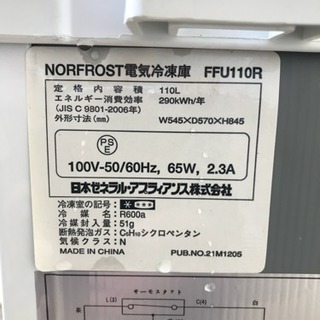 NORFROST電気冷凍庫 FFU110R
定格内容積 110L
エネルギー消費効率 290kWh/年
(JIS C 9801-2006年)
外形寸法(mm) W545×D570×H845
PS
E
100V-50/60Hz, 65W, 2.3A
日本ゼネラル・アプライアンス株式会社
冷凍室の記号:
冷媒名: R600a
冷媒封入量: 51g
断熱発泡ガス: C₅H₁₀シクロペンタン
気候クラス: N
MADE IN CHINA PUB.NO.21M1205
サーモスタット
L(3) C(4) 白